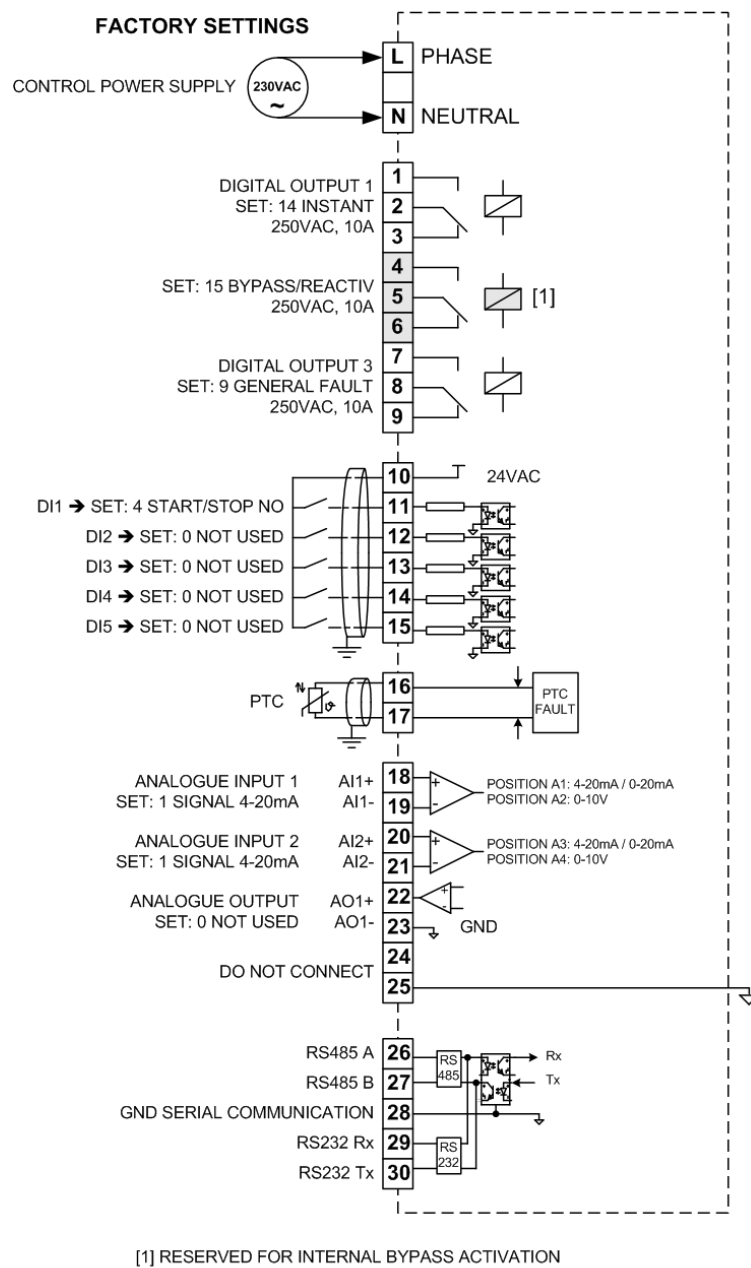 FACTORY SETTINGS
CONTROL POWER SUPPLY
230VAC
~
L PHASE
N NEUTRAL
DIGITAL OUTPUT 1
SET: 14 INSTANT
250VAC, 10A
1
2
3
SET: 15 BYPASS/REACTIV
250VAC, 10A
4
5
6
[1]
DIGITAL OUTPUT 3
SET: 9 GENERAL FAULT
250VAC, 10A
7
8
9
10 24VAC
DI1 ➔ SET: 4 START/STOP NO 11
DI2 ➔ SET: 0 NOT USED 12
DI3 ➔ SET: 0 NOT USED 13
DI4 ➔ SET: 0 NOT USED 14
DI5 ➔ SET: 0 NOT USED 15
PTC
ϑ
16
17
PTC
FAULT
ANALOGUE INPUT 1 AI1+ 18 + POSITION A1: 4-20mA / 0-20mA
SET: 1 SIGNAL 4-20mA AI1- 19 - POSITION A2: 0-10V
ANALOGUE INPUT 2 AI2+ 20 + POSITION A3: 4-20mA / 0-20mA
SET: 1 SIGNAL 4-20mA AI2- 21 - POSITION A4: 0-10V
ANALOGUE OUTPUT AO1+ 22 +
SET: 0 NOT USED AO1- 23 - GND
DO NOT CONNECT
24
25
RS485 A 26
RS485 B 27
RS
485
Rx
Tx
GND SERIAL COMMUNICATION 28
RS232 Rx 29
RS232 Tx 30
RS
232
[1] RESERVED FOR INTERNAL BYPASS ACTIVATION